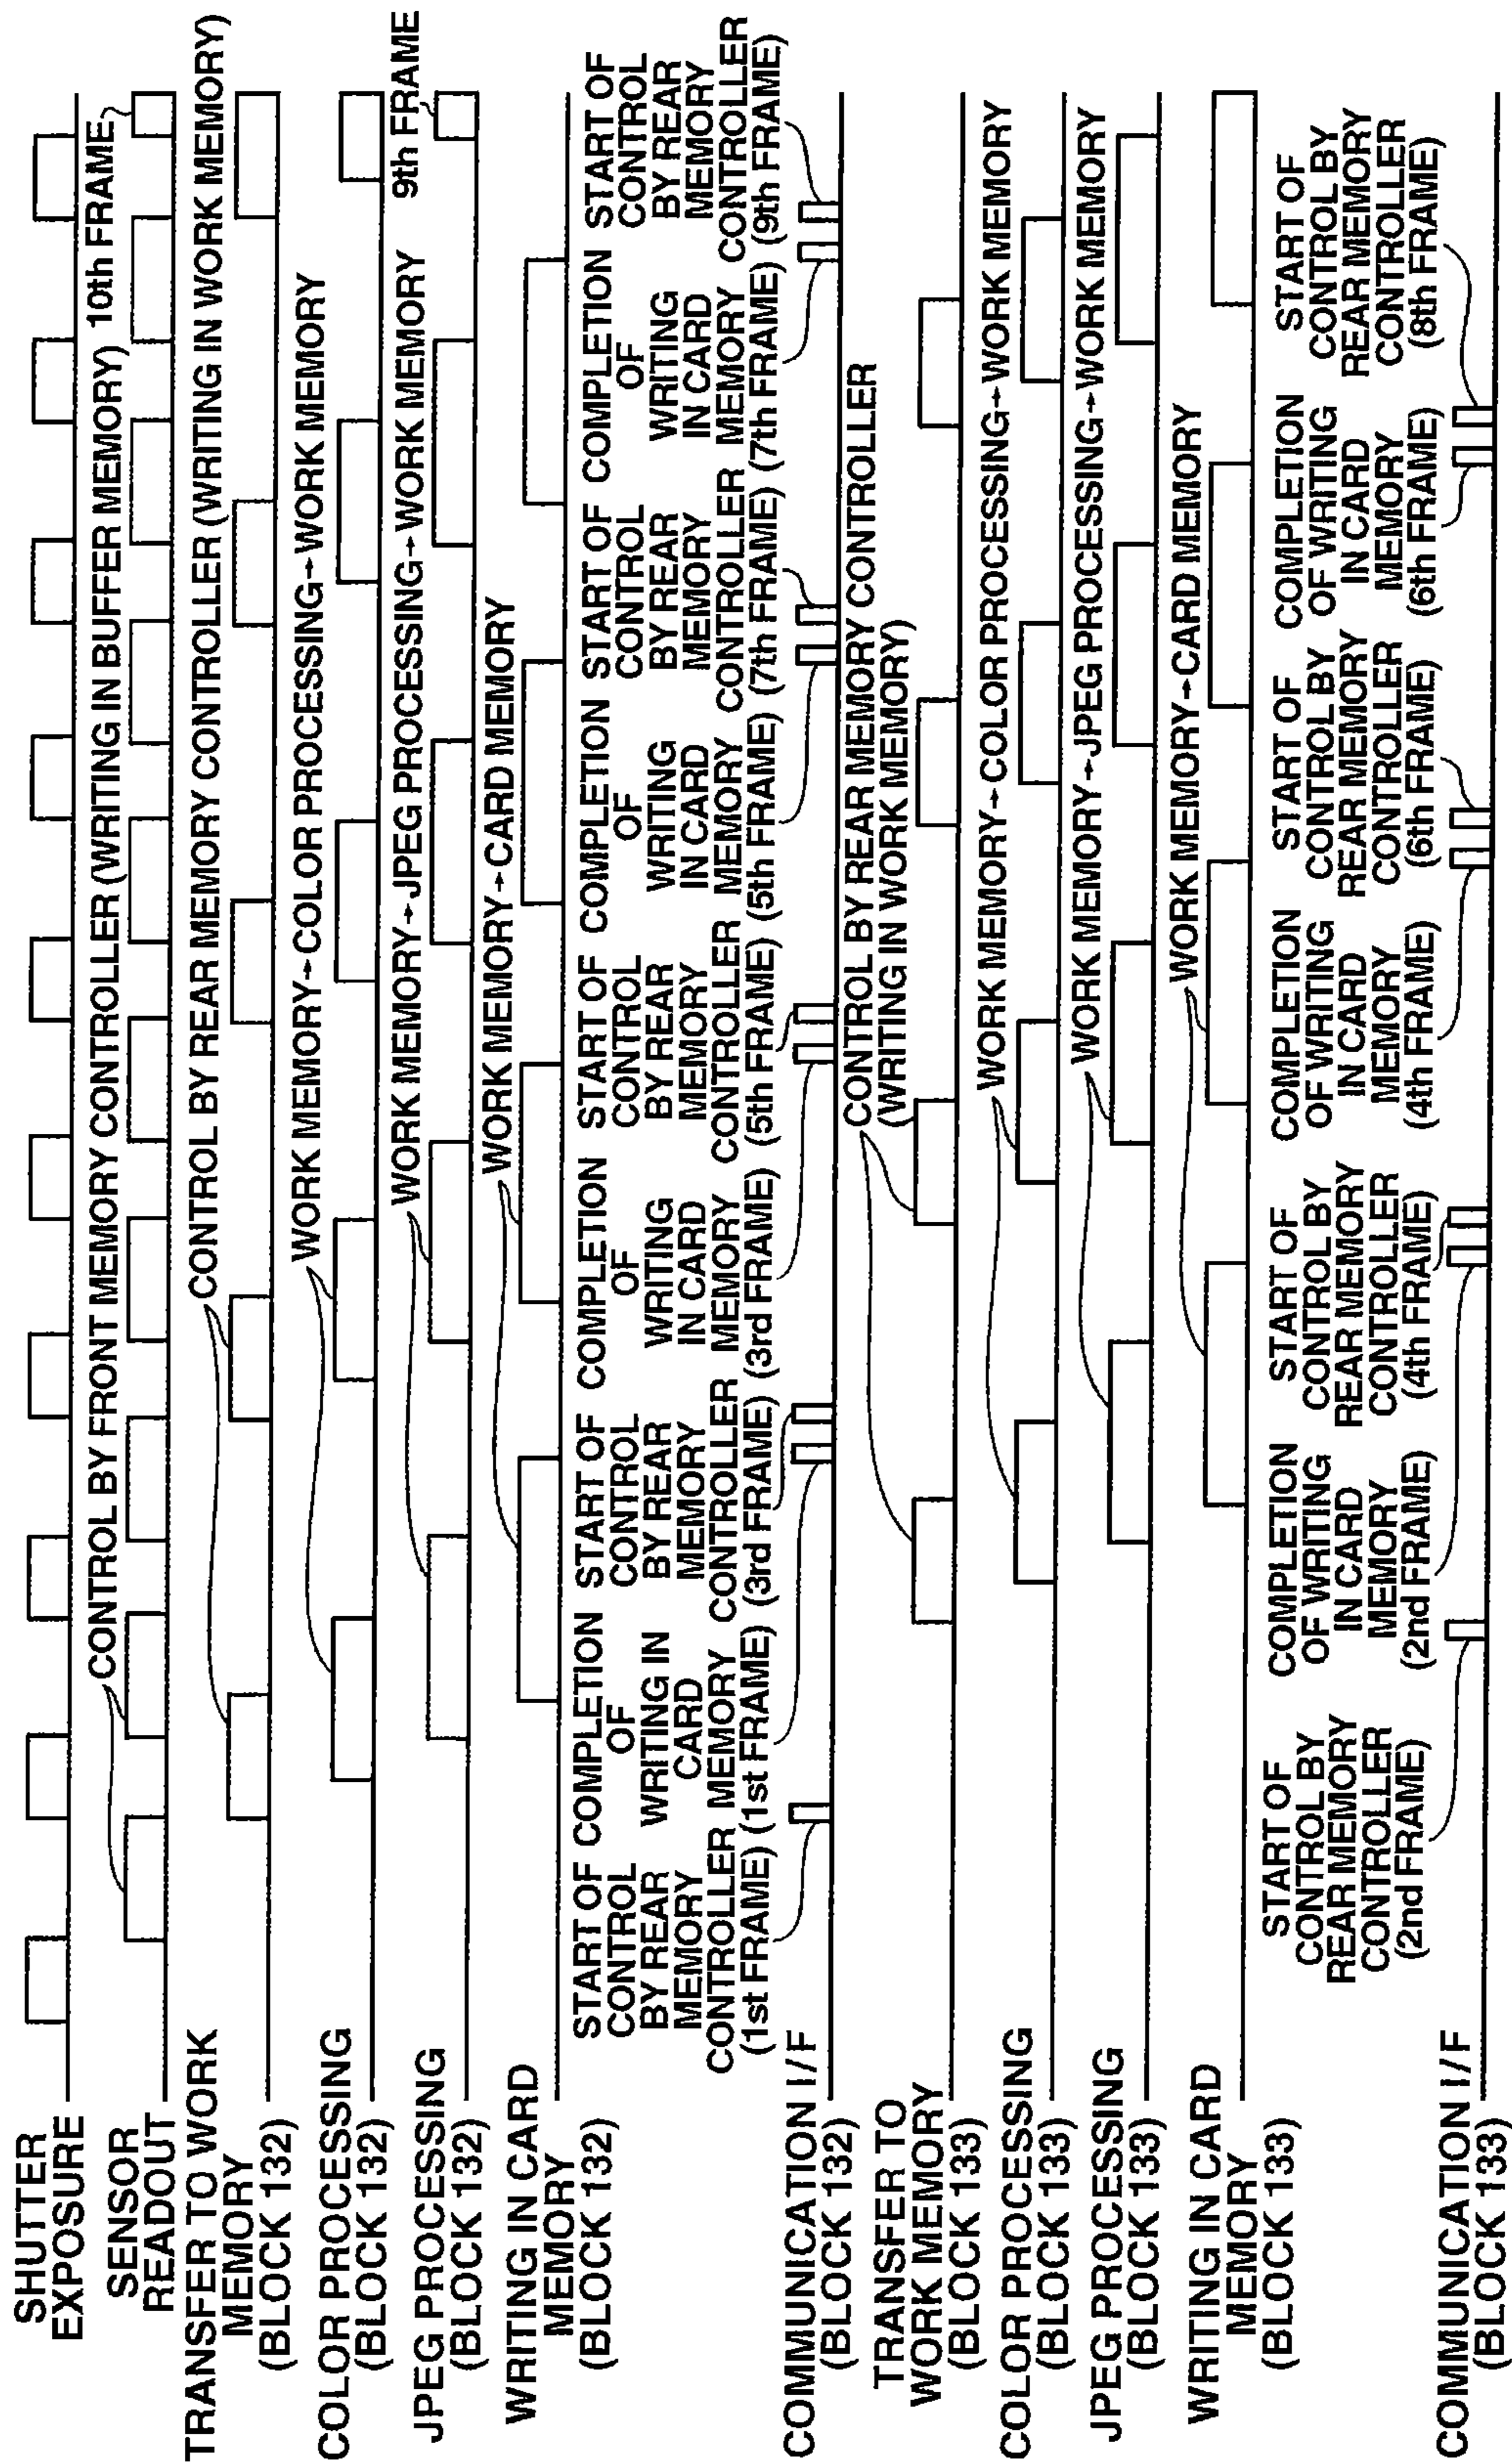 SHUTTER
EXPOSURE
SENSOR
READOUT
CONTROL BY FRONT MEMORY CONTROLLER (WRITING IN BUFFER MEMORY)
10th FRAME
TRANSFER TO WORK
MEMORY
(BLOCK 132)
CONTROL BY REAR MEMORY CONTROLLER (WRITING IN WORK MEMORY)
COLOR PROCESSING
(BLOCK 132)
WORK MEMORY→COLOR PROCESSING→WORK MEMORY
JPEG PROCESSING
(BLOCK 132)
WORK MEMORY→JPEG PROCESSING→WORK MEMORY
9th FRAME
WRITING IN CARD
MEMORY
(BLOCK 132)
WORK MEMORY→CARD MEMORY
START OF
CONTROL
BY REAR
MEMORY
CONTROLLER
(1st FRAME)
COMPLETION
OF
WRITING IN
CARD
MEMORY
(1st FRAME)
START OF
CONTROL
BY REAR
MEMORY
CONTROLLER
(3rd FRAME)
COMPLETION
OF
WRITING
IN CARD
MEMORY
(3rd FRAME)
START OF
CONTROL
BY REAR
MEMORY
CONTROLLER
(5th FRAME)
COMPLETION
OF
WRITING
IN CARD
MEMORY
(5th FRAME)
START OF
CONTROL
BY REAR
MEMORY
CONTROLLER
(7th FRAME)
COMPLETION
OF
WRITING
IN CARD
MEMORY
(7th FRAME)
START OF
CONTROL
BY REAR
MEMORY
CONTROLLER
(9th FRAME)
COMMUNICATION I/F
(BLOCK 132)
TRANSFER TO
WORK MEMORY
(BLOCK 133)
CONTROL BY REAR MEMORY CONTROLLER
(WRITING IN WORK MEMORY)
COLOR PROCESSING
(BLOCK 133)
WORK MEMORY→COLOR PROCESSING→WORK MEMORY
JPEG PROCESSING
(BLOCK 133)
WORK MEMORY→JPEG PROCESSING→WORK MEMORY
WRITING IN CARD
MEMORY
(BLOCK 133)
WORK MEMORY→CARD MEMORY
START OF
CONTROL BY
REAR MEMORY
CONTROLLER
(2nd FRAME)
COMPLETION
OF WRITING
IN CARD
MEMORY
(2nd FRAME)
START OF
CONTROL BY
REAR MEMORY
CONTROLLER
(4th FRAME)
COMPLETION
OF WRITING
IN CARD
MEMORY
(4th FRAME)
START OF
CONTROL BY
REAR MEMORY
CONTROLLER
(6th FRAME)
COMPLETION
OF WRITING
IN CARD
MEMORY
(6th FRAME)
START OF
CONTROL BY
REAR MEMORY
CONTROLLER
(8th FRAME)
COMMUNICATION I/F
(BLOCK 133)